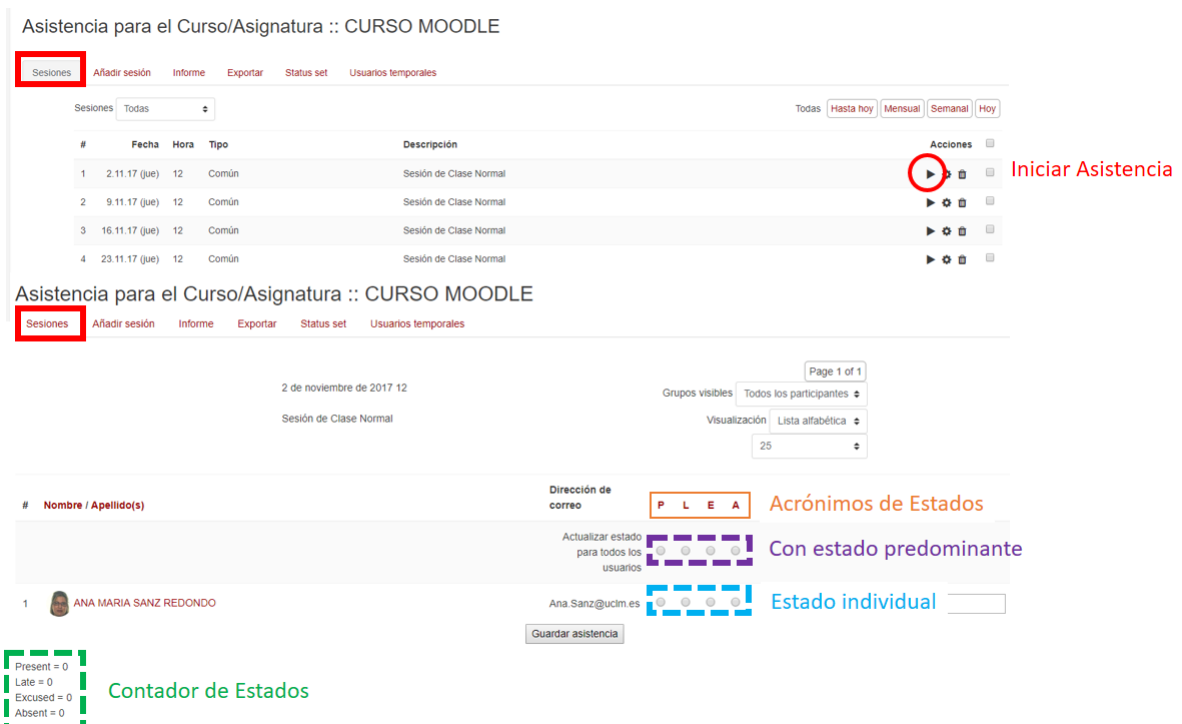 Asistencia para el Curso/Asignatura :: CURSO MOODLE
Sesiones Añadir sesión Informe Exportar Status set Usuarios temporales
Sesiones Todas Todas Hasta hoy Mensual Semanal Hoy
# Fecha Hora Tipo Descripción Acciones
1 2.11.17 (jue) 12 Común Sesión de Clase Normal Iniciar Asistencia
2 9.11.17 (jue) 12 Común Sesión de Clase Normal
3 16.11.17 (jue) 12 Común Sesión de Clase Normal
4 23.11.17 (jue) 12 Común Sesión de Clase Normal
Asistencia para el Curso/Asignatura :: CURSO MOODLE
Sesiones Añadir sesión Informe Exportar Status set Usuarios temporales
Page 1 of 1
2 de noviembre de 2017 12
Grupos visibles Todos los participantes
Sesión de Clase Normal
Visualización Lista alfabética
25
# Nombre / Apellido(s)
Dirección de
correo
P L E A Acrónimos de Estados
Actualizar estado
para todos los
usuarios
Con estado predominante
1 ANA MARIA SANZ REDONDO Ana.Sanz@uclm.es Estado individual
Guardar asistencia
Present = 0
Late = 0
Excused = 0
Absent = 0
Contador de Estados